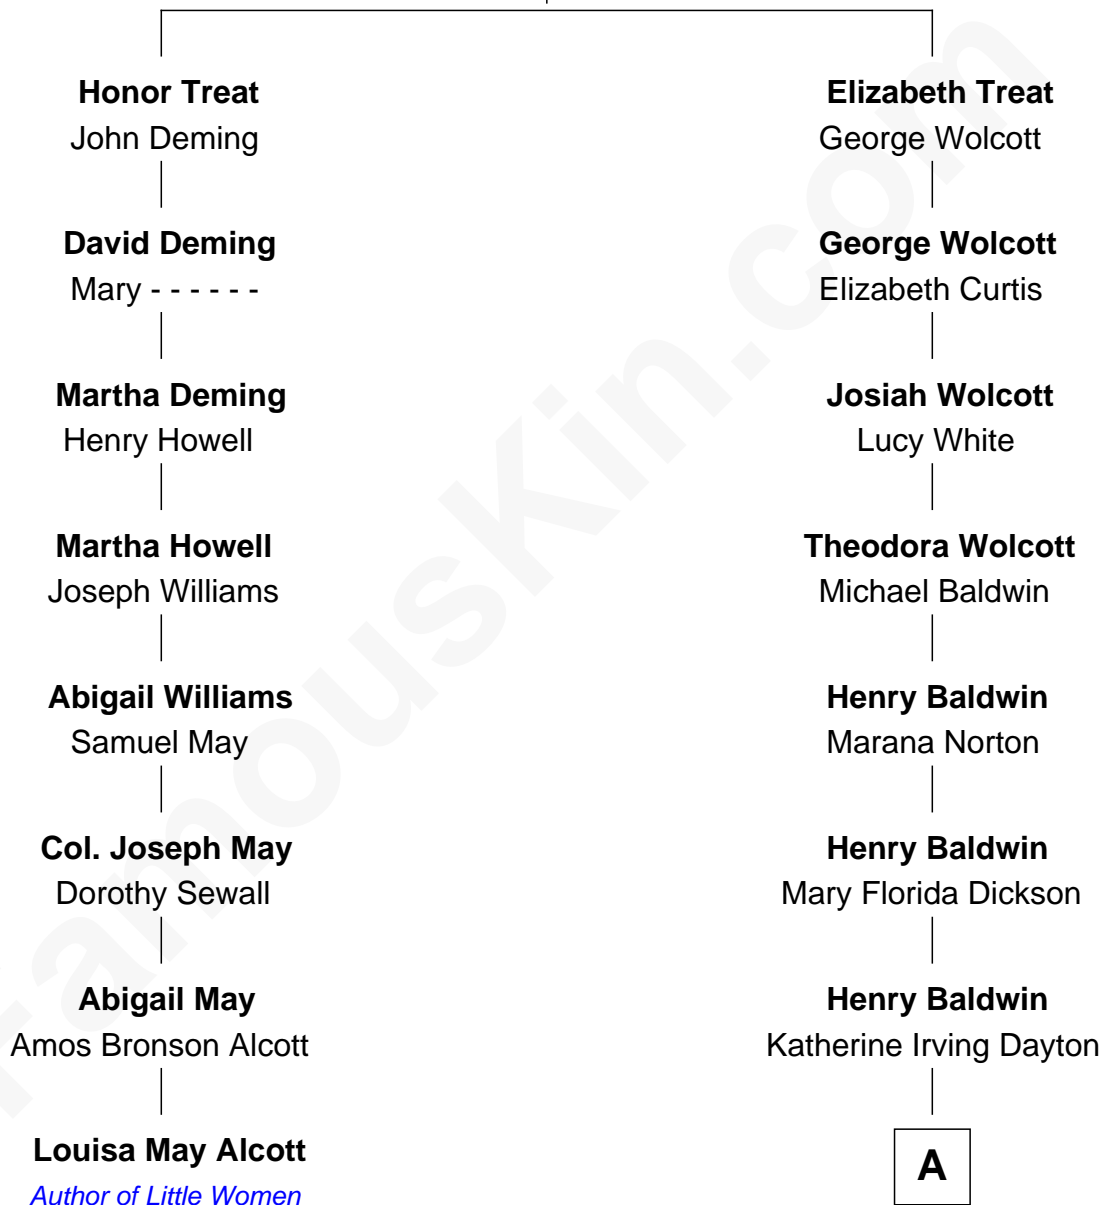 Honor Treat
John Deming
David Deming
Mary - - - - - -
Martha Deming
Henry Howell
Martha Howell
Joseph Williams
Abigail Williams
Samuel May
Col. Joseph May
Dorothy Sewall
Abigail May
Amos Bronson Alcott
Louisa May Alcott
Author of Little Women
Elizabeth Treat
George Wolcott
George Wolcott
Elizabeth Curtis
Josiah Wolcott
Lucy White
Theodora Wolcott
Michael Baldwin
Henry Baldwin
Marana Norton
Henry Baldwin
Mary Florida Dickson
Henry Baldwin
Katherine Irving Dayton
A
FamousKin.com